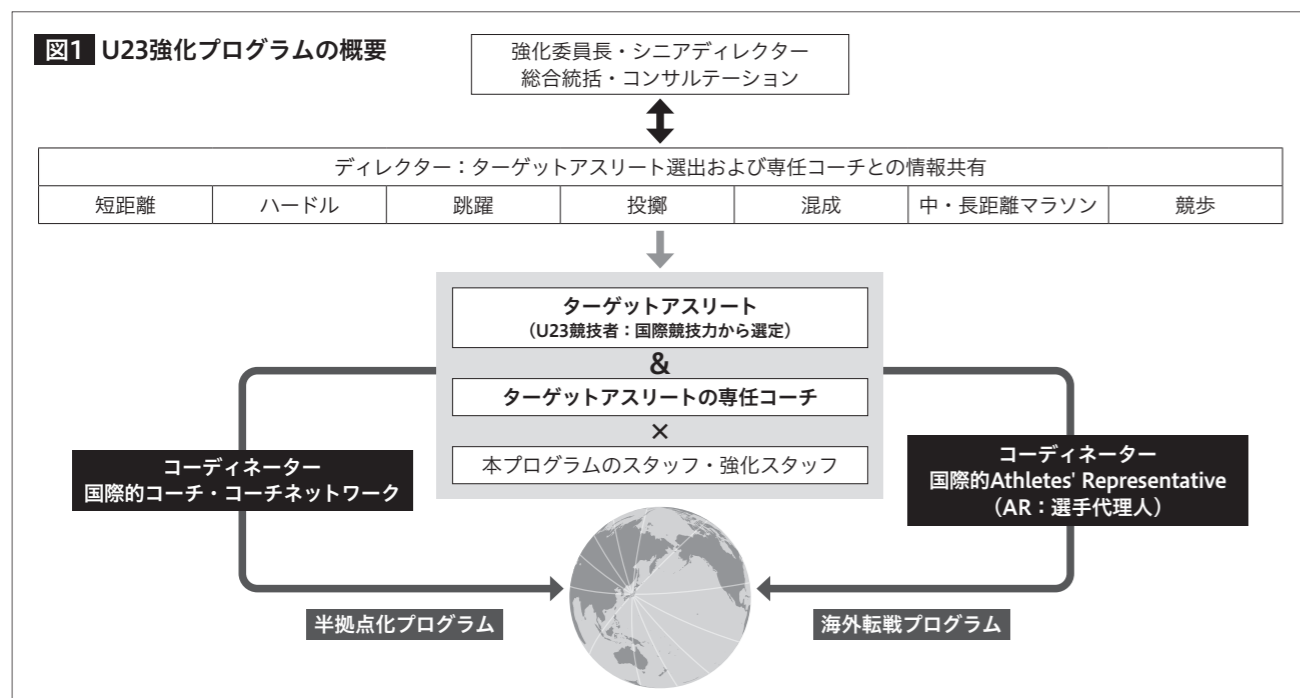 図1 U23強化プログラムの概要
強化委員長・シニアディレクター
総合統括・コンサルテーション
ディレクター：ターゲットアスリート選出および専任コーチとの情報共有
短距離 ハードル 跳躍 投擲 混成 中・長距離マラソン 競歩
ターゲットアスリート
（U23競技者：国際競技力から選定）
&
ターゲットアスリートの専任コーチ
×
本プログラムのスタッフ・強化スタッフ
コーディネーター
国際的コーチ・コーチネットワーク
コーディネーター
国際的Athletes' Representative
（AR：選手代理人）
半拠点化プログラム
海外転戦プログラム